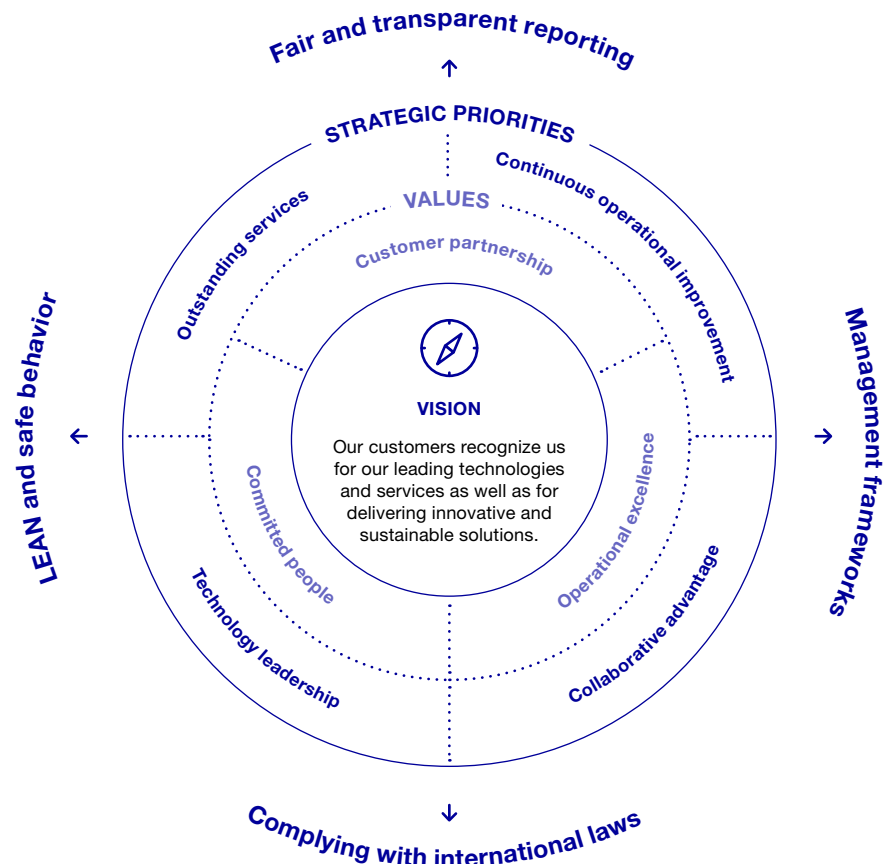 Fair and transparent reporting
STRATEGIC PRIORITIES
Continuous operational improvement
Outstanding services
VALUES
Customer partnership
LEAN and safe behavior
Management frameworks
VISION
Our customers recognize us
for our leading technologies
and services as well as for
delivering innovative and
sustainable solutions.
Committed people
Operational excellence
Technology leadership
Collaborative advantage
Complying with international laws